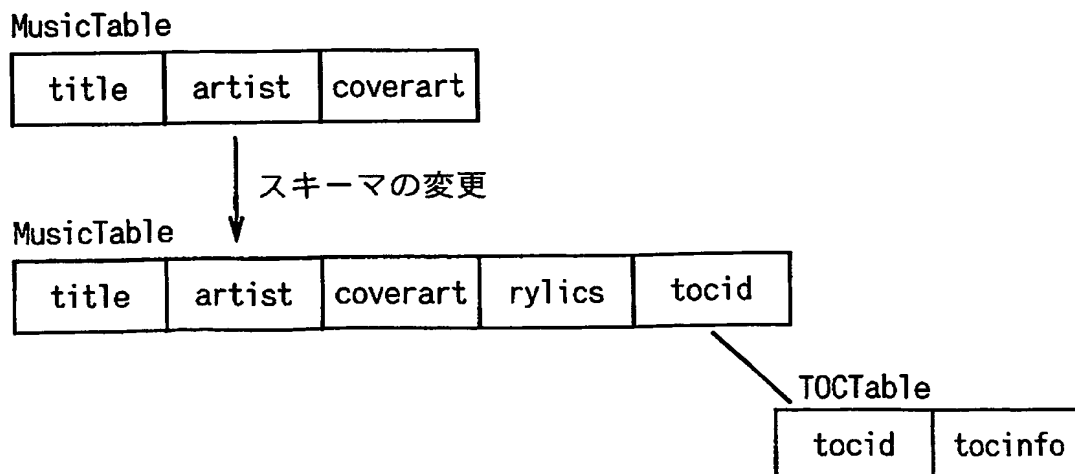 MusicTable
title artist coverart
スキーマの変更
MusicTable
title artist coverart rylics tocid
TOCTable
tocid tocinfo